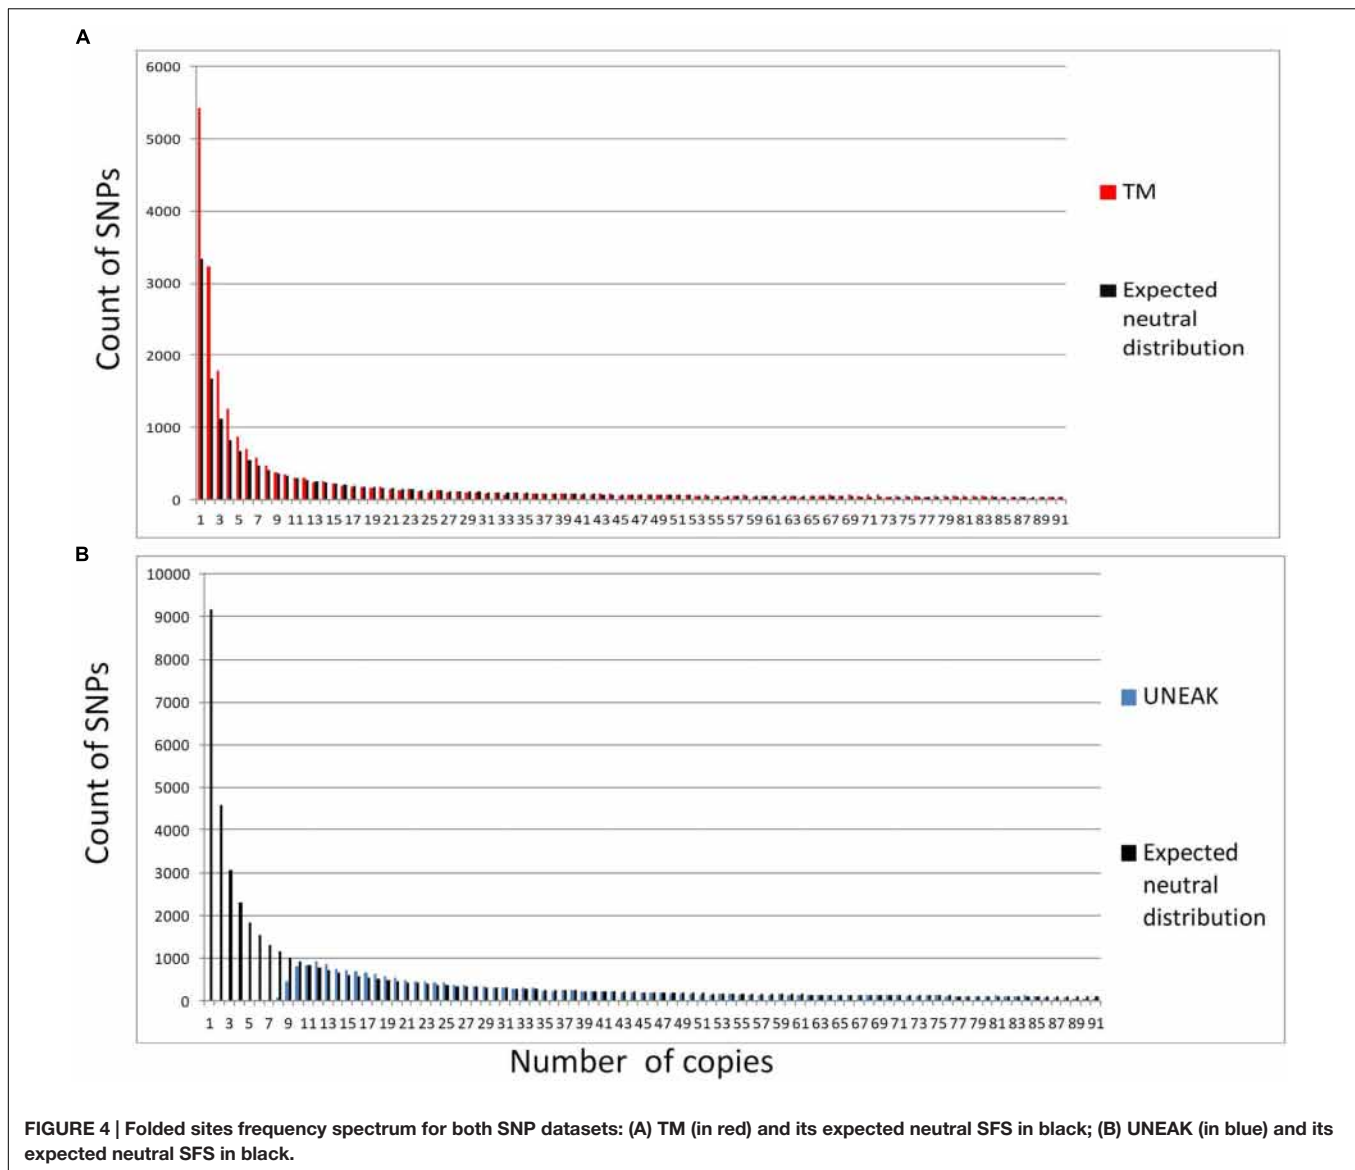 A
6000
5000
4000
3000
2000
1000
0
Count of SNPs
1 3 5 7 9 11 13 15 17 19 21 23 25 27 29 31 33 35 37 39 41 43 45 47 49 51 53 55 57 59 61 63 65 67 69 71 73 75 77 79 81 83 85 87 89 91
TM
Expected
neutral
distribution
B
10000
9000
8000
7000
6000
5000
4000
3000
2000
1000
0
Count of SNPs
1 3 5 7 9 11 13 15 17 19 21 23 25 27 29 31 33 35 37 39 41 43 45 47 49 51 53 55 57 59 61 63 65 67 69 71 73 75 77 79 81 83 85 87 89 91
UNEAK
Expected
neutral
distribution
Number of copies
FIGURE 4 | Folded sites frequency spectrum for both SNP datasets: (A) TM (in red) and its expected neutral SFS in black; (B) UNEAK (in blue) and its
expected neutral SFS in black.